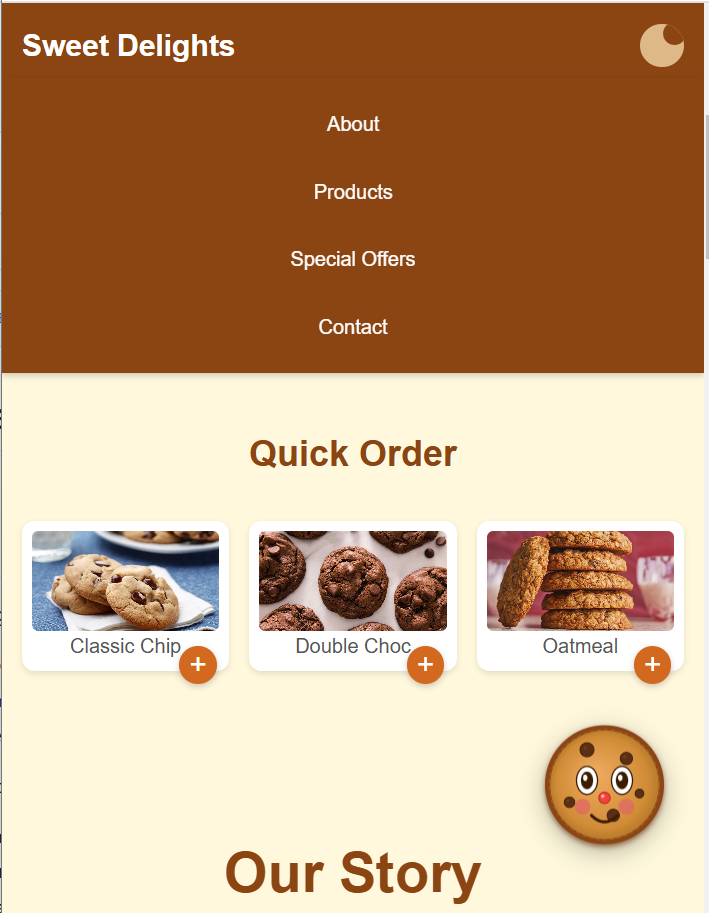 Sweet Delights
About
Products
Special Offers
Contact
Quick Order
Classic Chip
Double Choc
Oatmeal
+ + +
Our Story